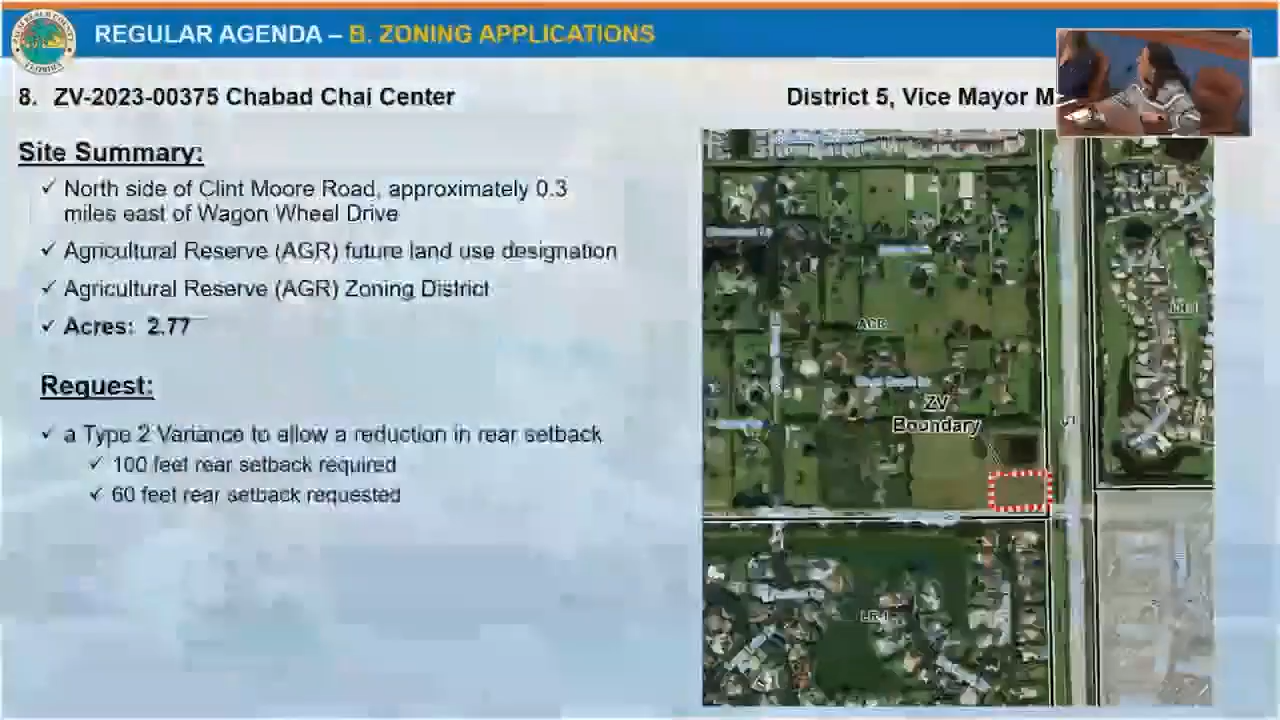 REGULAR AGENDA – B. ZONING APPLICATIONS
8. ZV-2023-00375 Chabad Chai Center
District 5, Vice Mayor M
Site Summary:
✓ North side of Clint Moore Road, approximately 0.3
miles east of Wagon Wheel Drive
✓ Agricultural Reserve (AGR) future land use designation
✓ Agricultural Reserve (AGR) Zoning District
✓ Acres: 2.77
Request:
✓ a Type 2 Variance to allow a reduction in rear setback
✓ 100 feet rear setback required
✓ 60 feet rear setback requested
AGR
ZV
Boundary